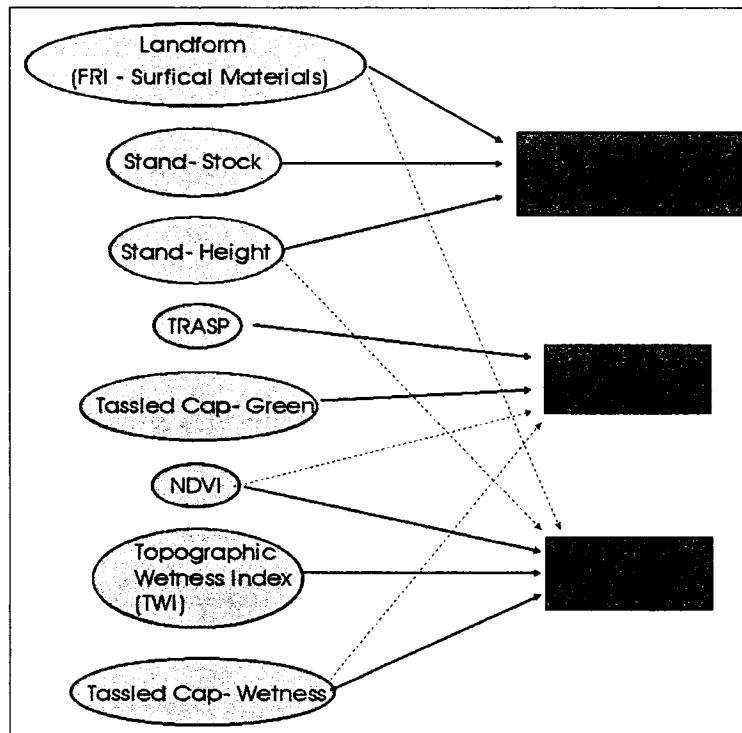 Landform
(FRI - Surfical Materials)
Stand- Stock
Stand- Height
TRASP
Tassled Cap- Green
NDVI
Topographic
Wetness Index
(TWI)
Tassled Cap- Wetness